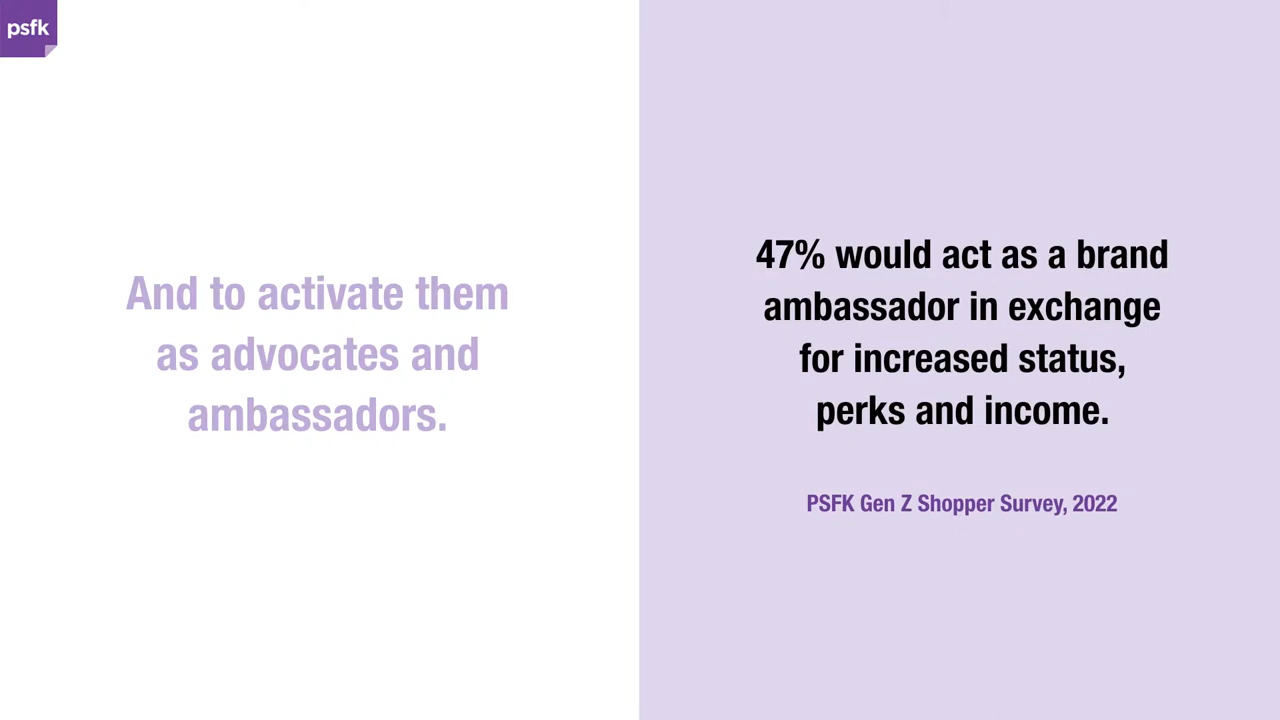 psfk
And to activate them
as advocates and
ambassadors.
47% would act as a brand
ambassador in exchange
for increased status,
perks and income.
PSFK Gen Z Shopper Survey, 2022